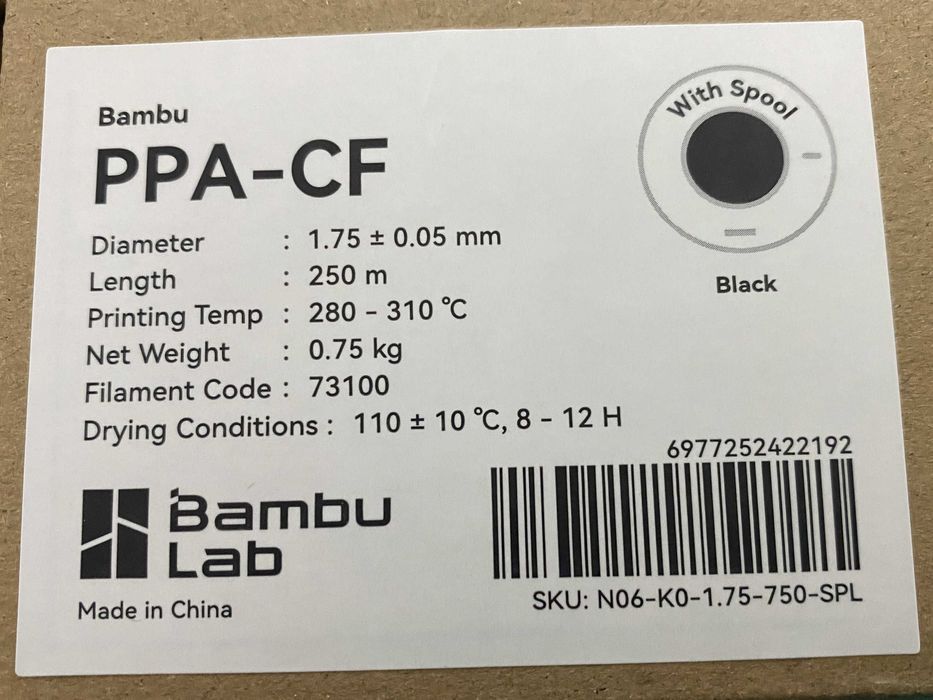 Bambu
PPA-CF
With Spool
Black
Diameter : 1.75 ± 0.05 mm
Length : 250 m
Printing Temp : 280 - 310 °C
Net Weight : 0.75 kg
Filament Code : 73100
Drying Conditions : 110 ± 10 °C, 8 - 12 H
6977252422192
Bambu
Lab
Made in China
SKU: N06-K0-1.75-750-SPL